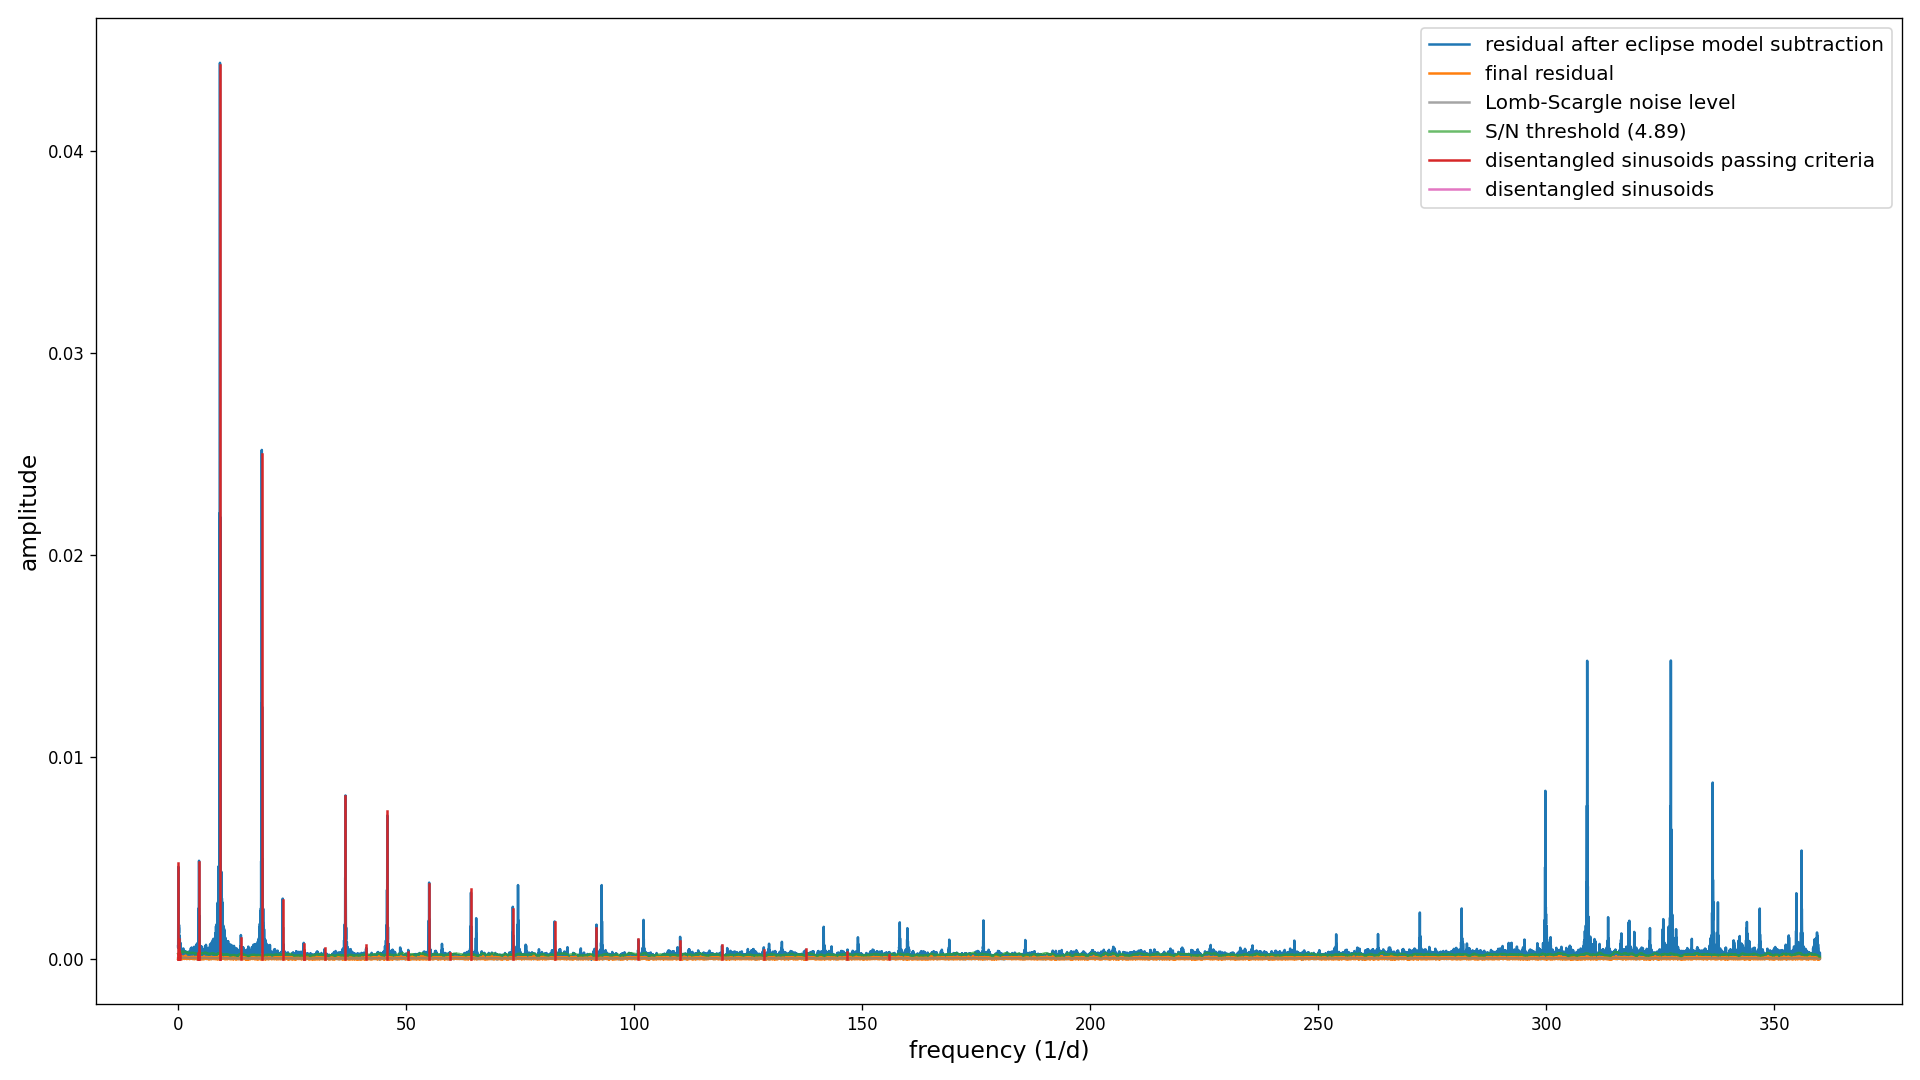 residual after eclipse model subtraction
final residual
Lomb-Scargle noise level
S/N threshold (4.89)
disentangled sinusoids passing criteria
disentangled sinusoids
0.04
0.03
0.02
0.01
0.00
amplitude
0 50 100 150 200 250 300 350
frequency (1/d)